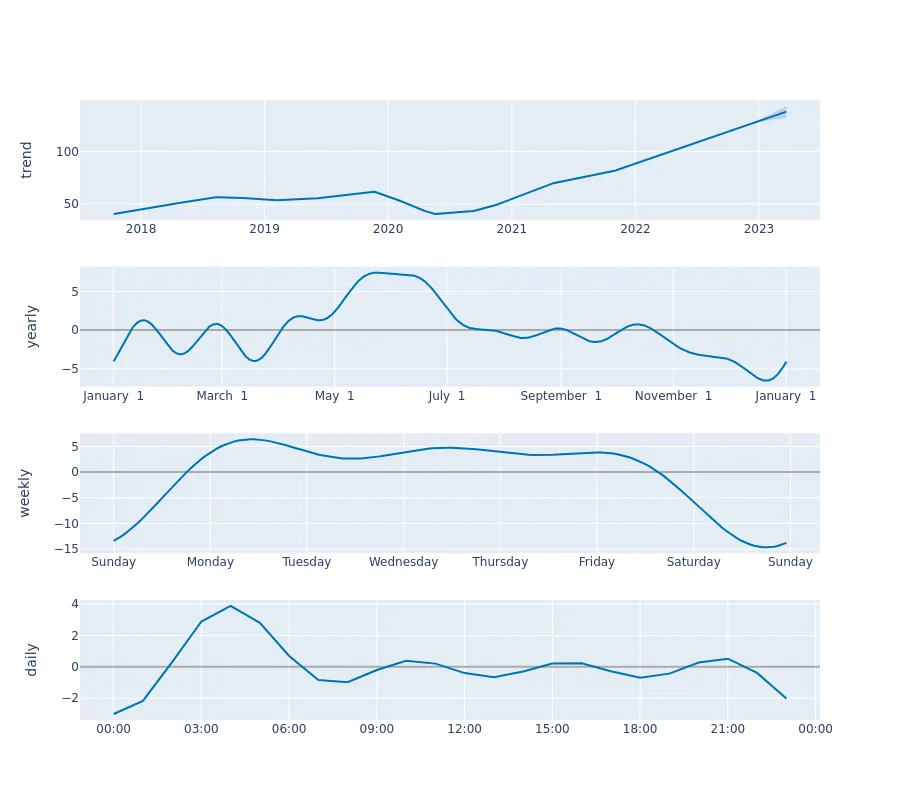 trend
100
50
2018 2019 2020 2021 2022 2023
yearly
5
0
−5
January 1 March 1 May 1 July 1 September 1 November 1 January 1
weekly
5
0
−5
−10
−15
Sunday Monday Tuesday Wednesday Thursday Friday Saturday Sunday
daily
4
2
0
−2
00:00 03:00 06:00 09:00 12:00 15:00 18:00 21:00 00:00